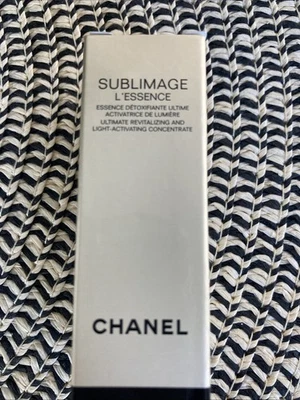 SUBLIMAGE
L'ESSENCE
ESSENCE DÉTOXIFIANTE ULTIME
ACTIVATRICE DE LUMIÈRE
ULTIMATE REVITALIZING AND
LIGHT-ACTIVATING CONCENTRATE
CHANEL